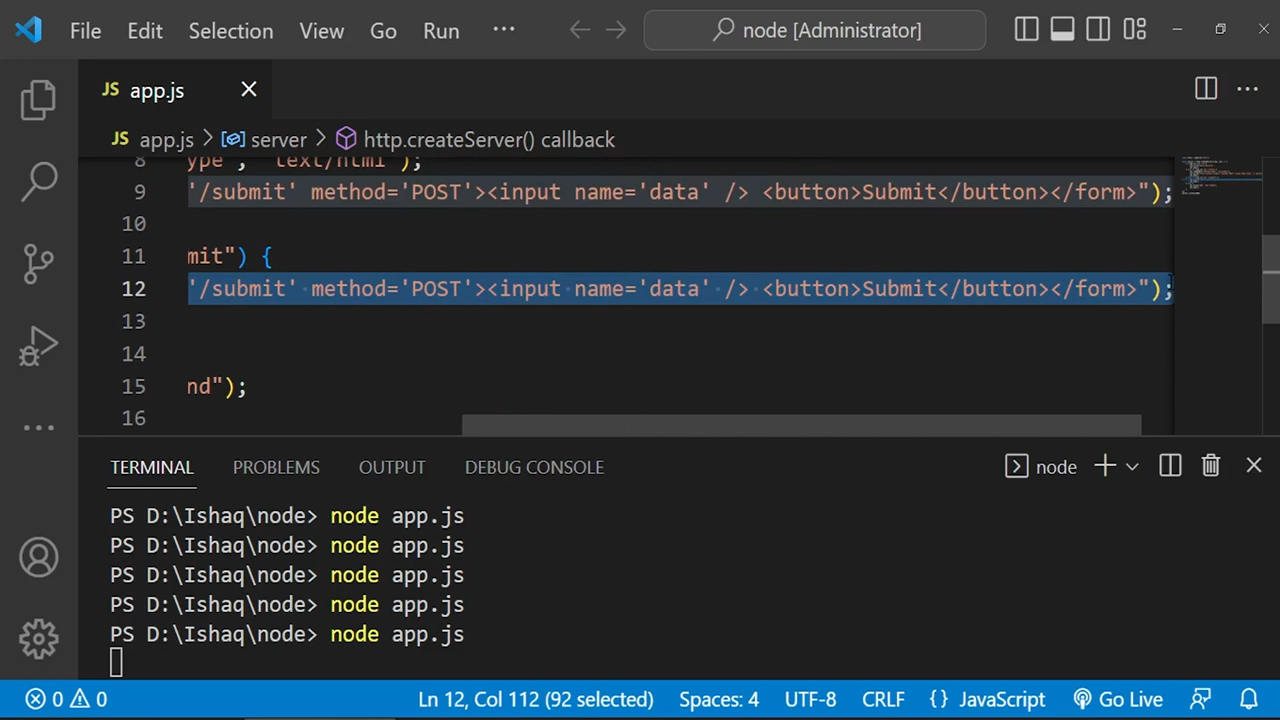 File Edit Selection View Go Run ··· node [Administrator]
JS app.js
JS app.js > server > http.createServer() callback
8 ype", "text/html");
9 '/submit' method='POST'><input name='data' /> <button>Submit</button></form>");
10
11 mit") {
12 '/submit' method='POST'><input name='data' /> <button>Submit</button></form>");
13
14
15 nd");
16
TERMINAL PROBLEMS OUTPUT DEBUG CONSOLE node
PS D:\Ishaq\node> node app.js
PS D:\Ishaq\node> node app.js
PS D:\Ishaq\node> node app.js
PS D:\Ishaq\node> node app.js
PS D:\Ishaq\node> node app.js
0 0 Ln 12, Col 112 (92 selected) Spaces: 4 UTF-8 CRLF {} JavaScript Go Live